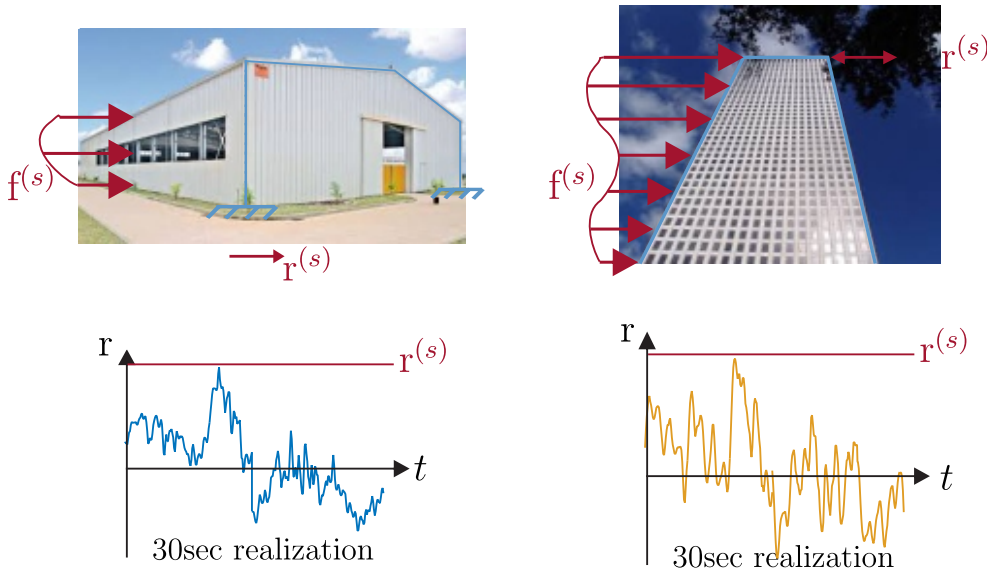 f(s)
r(s)
r(s)
f(s)
r
r(s)
t
30sec realization
r
r(s)
t
30sec realization